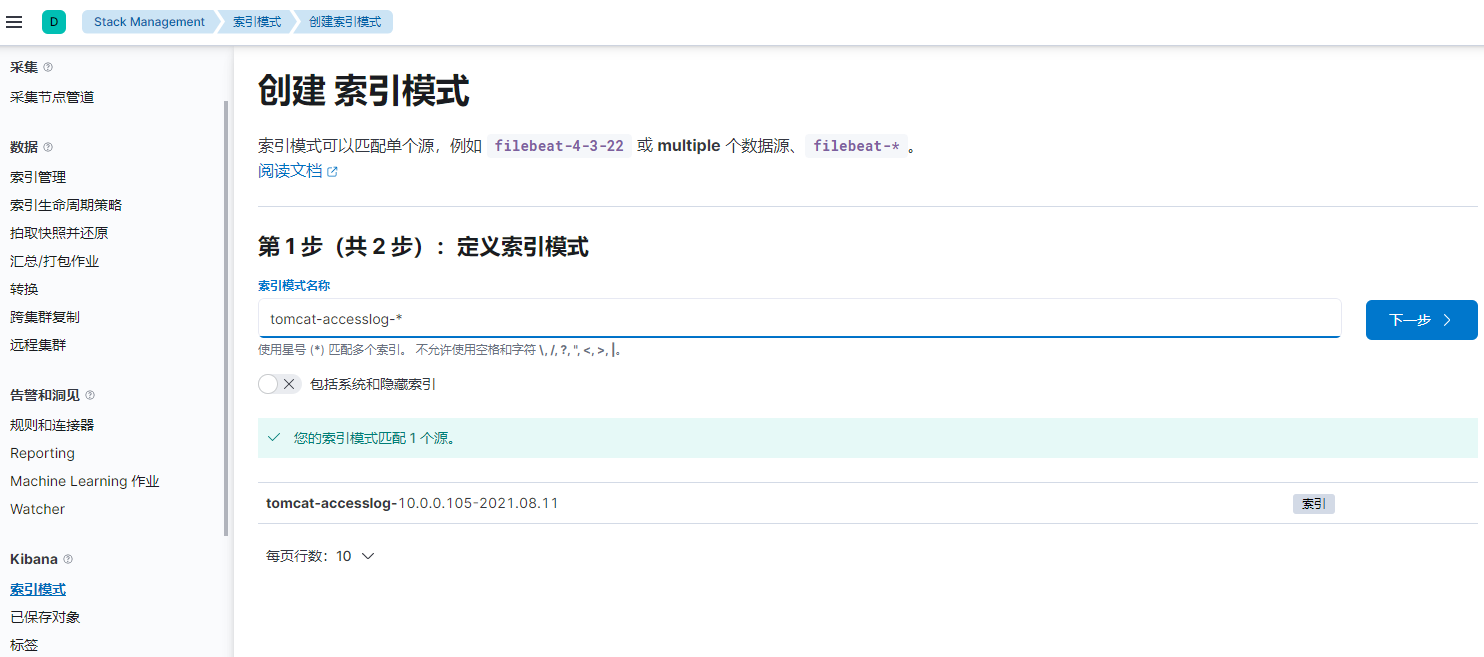 D Stack Management 索引模式 创建索引模式
采集
采集节点管道
数据
索引管理
索引生命周期策略
拍取快照并还原
汇总/打包作业
转换
跨集群复制
远程集群
告警和洞见
规则和连接器
Reporting
Machine Learning 作业
Watcher
Kibana
索引模式
已保存对象
标签
创建 索引模式
索引模式可以匹配单个源，例如 filebeat-4-3-22 或 multiple 个数据源、 filebeat-* 。
阅读文档
第 1 步（共 2 步）：定义索引模式
索引模式名称
tomcat-accesslog-*
下一步
使用星号 (*) 匹配多个索引。 不允许使用空格和字符 \, /, ?, ", <, >, |。
包括系统和隐藏索引
您的索引模式匹配 1 个源。
tomcat-accesslog-10.0.0.105-2021.08.11 索引
每页行数：10